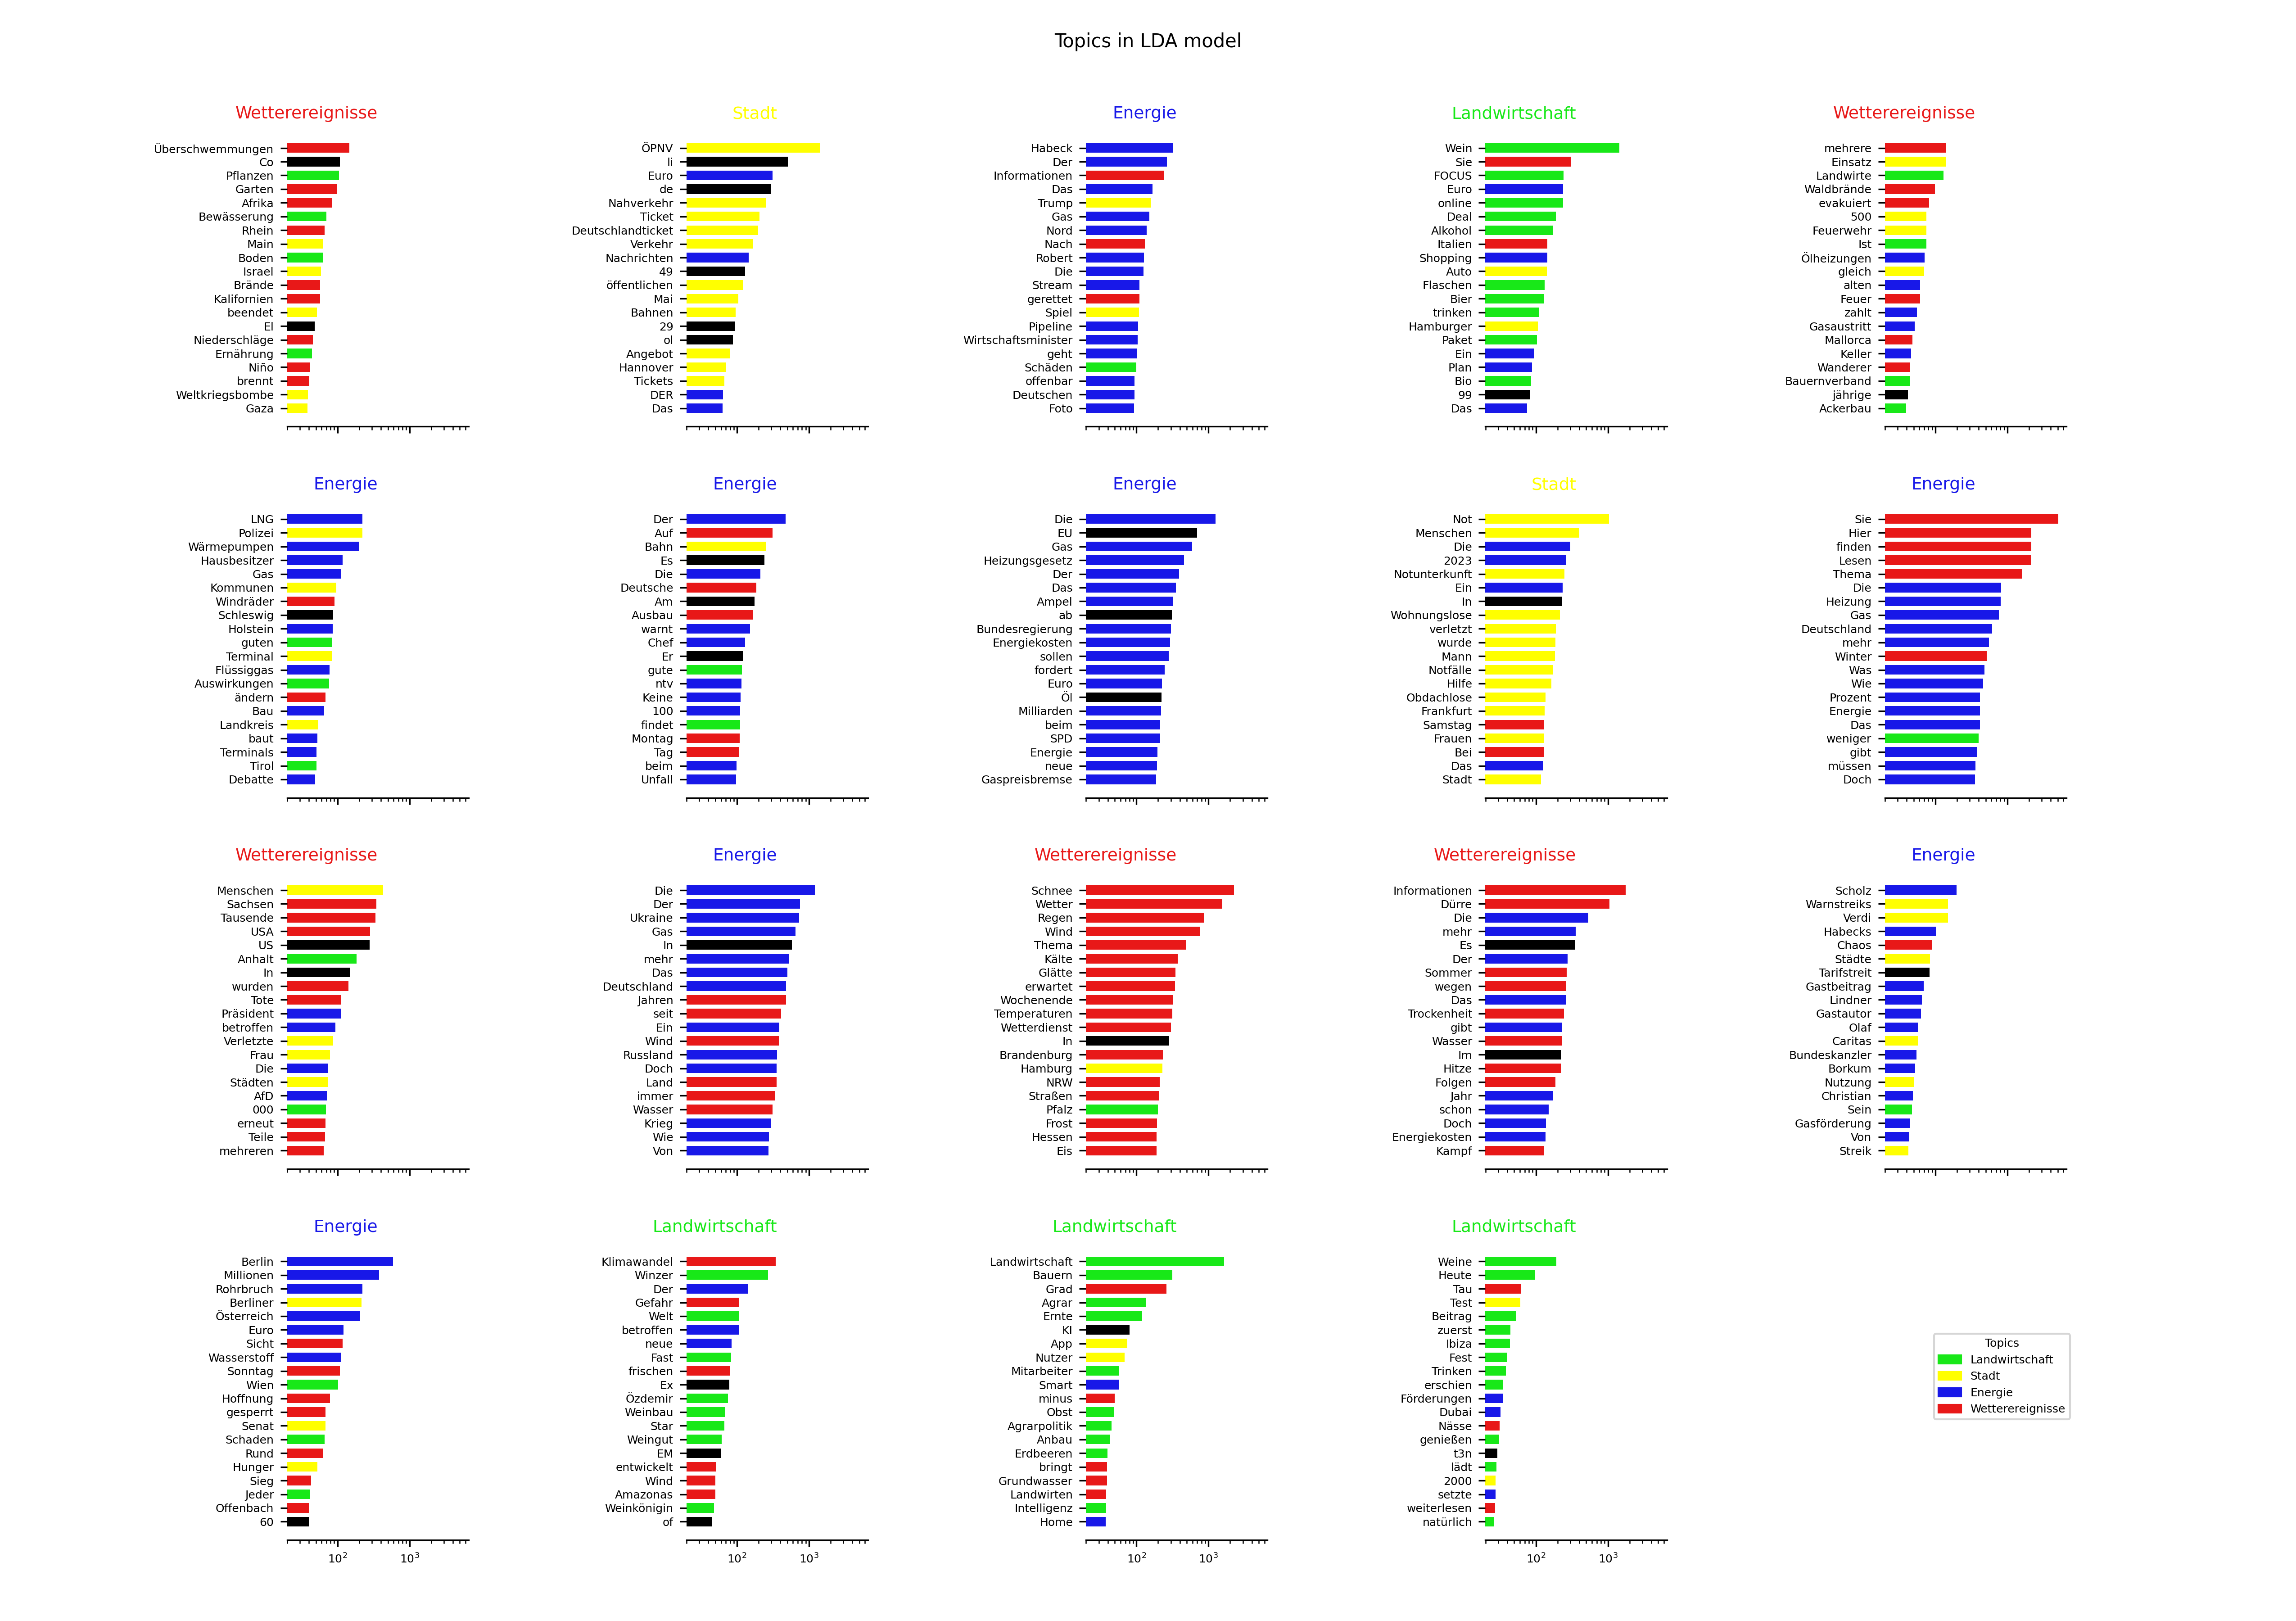 Topics in LDA model
Wetterereignisse
Überschwemmungen
Co
Pflanzen
Garten
Afrika
Bewässerung
Rhein
Main
Boden
Israel
Brände
Kalifornien
beendet
El
Niederschläge
Ernährung
Niño
brennt
Weltkriegsbombe
Gaza
Stadt
ÖPNV
li
Euro
de
Nahverkehr
Ticket
Deutschlandticket
Verkehr
Nachrichten
49
öffentlichen
Mai
Bahnen
29
ol
Angebot
Hannover
Tickets
DER
Das
Energie
Habeck
Der
Informationen
Das
Trump
Gas
Nord
Nach
Robert
Die
Stream
gerettet
Spiel
Pipeline
Wirtschaftsminister
geht
Schäden
offenbar
Deutschen
Foto
Landwirtschaft
Wein
Sie
FOCUS
Euro
online
Deal
Alkohol
Italien
Shopping
Auto
Flaschen
Bier
trinken
Hamburger
Paket
Ein
Plan
Bio
99
Das
Wetterereignisse
mehrere
Einsatz
Landwirte
Waldbrände
evakuiert
500
Feuerwehr
Ist
Ölheizungen
gleich
alten
Feuer
zahlt
Gasaustritt
Mallorca
Keller
Wanderer
Bauernverband
jährige
Ackerbau
Energie
LNG
Polizei
Wärmepumpen
Hausbesitzer
Gas
Kommunen
Windräder
Schleswig
Holstein
guten
Terminal
Flüssiggas
Auswirkungen
ändern
Bau
Landkreis
baut
Terminals
Tirol
Debatte
Energie
Der
Auf
Bahn
Es
Die
Deutsche
Am
Ausbau
warnt
Chef
Er
gute
ntv
Keine
100
findet
Montag
Tag
beim
Unfall
Energie
Die
EU
Gas
Heizungsgesetz
Der
Das
Ampel
ab
Bundesregierung
Energiekosten
sollen
fordert
Euro
Öl
Milliarden
beim
SPD
Energie
neue
Gaspreisbremse
Stadt
Not
Menschen
Die
2023
Notunterkunft
Ein
In
Wohnungslose
verletzt
wurde
Mann
Notfälle
Hilfe
Obdachlose
Frankfurt
Samstag
Frauen
Bei
Das
Stadt
Energie
Sie
Hier
finden
Lesen
Thema
Die
Heizung
Gas
Deutschland
mehr
Winter
Was
Wie
Prozent
Energie
Das
weniger
gibt
müssen
Doch
Wetterereignisse
Menschen
Sachsen
Tausende
USA
US
Anhalt
In
wurden
Tote
Präsident
betroffen
Verletzte
Frau
Die
Städten
AfD
000
erneut
Teile
mehreren
Energie
Die
Der
Ukraine
Gas
In
mehr
Das
Deutschland
Jahren
seit
Ein
Wind
Russland
Doch
Land
immer
Wasser
Krieg
Wie
Von
Wetterereignisse
Schnee
Wetter
Regen
Wind
Thema
Kälte
Glätte
erwartet
Wochenende
Temperaturen
Wetterdienst
In
Brandenburg
Hamburg
NRW
Straßen
Pfalz
Frost
Hessen
Eis
Wetterereignisse
Informationen
Dürre
Die
mehr
Es
Der
Sommer
wegen
Das
Trockenheit
gibt
Wasser
Im
Hitze
Folgen
Jahr
schon
Doch
Energiekosten
Kampf
Energie
Scholz
Warnstreiks
Verdi
Habecks
Chaos
Städte
Tarifstreit
Gastbeitrag
Lindner
Gastautor
Olaf
Caritas
Bundeskanzler
Borkum
Nutzung
Christian
Sein
Gasförderung
Von
Streik
Energie
Berlin
Millionen
Rohrbruch
Berliner
Österreich
Euro
Sicht
Wasserstoff
Sonntag
Wien
Hoffnung
gesperrt
Senat
Schaden
Rund
Hunger
Sieg
Jeder
Offenbach
60
10² 10³
Landwirtschaft
Klimawandel
Winzer
Der
Gefahr
Welt
betroffen
neue
Fast
frischen
Ex
Özdemir
Weinbau
Star
Weingut
EM
entwickelt
Wind
Amazonas
Weinkönigin
of
10² 10³
Landwirtschaft
Landwirtschaft
Bauern
Grad
Agrar
Ernte
KI
App
Nutzer
Mitarbeiter
Smart
minus
Obst
Agrarpolitik
Anbau
Erdbeeren
bringt
Grundwasser
Landwirten
Intelligenz
Home
10² 10³
Landwirtschaft
Weine
Heute
Tau
Test
Beitrag
zuerst
Ibiza
Fest
Trinken
erschien
Förderungen
Dubai
Nässe
genießen
t3n
lädt
2000
setzte
weiterlesen
natürlich
10² 10³
Topics
Landwirtschaft
Stadt
Energie
Wetterereignisse